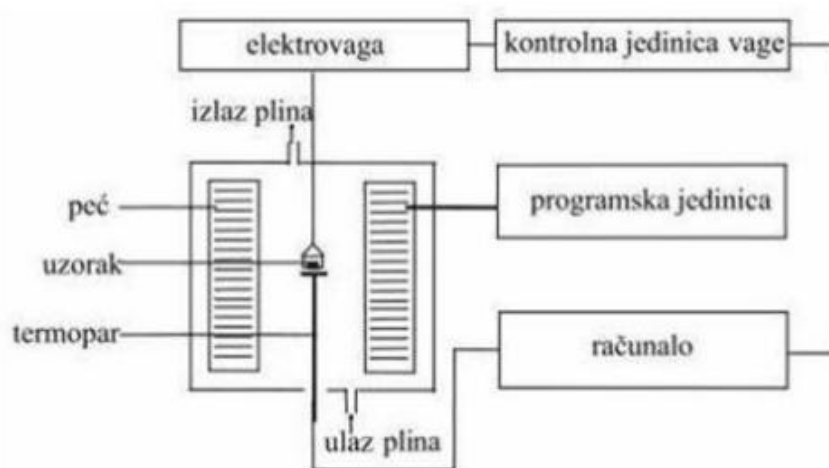 elektrovaga
kontrolna jedinica vage
izlaz plina
peć
programska jedinica
uzorak
termopar
računalo
ulaz plina